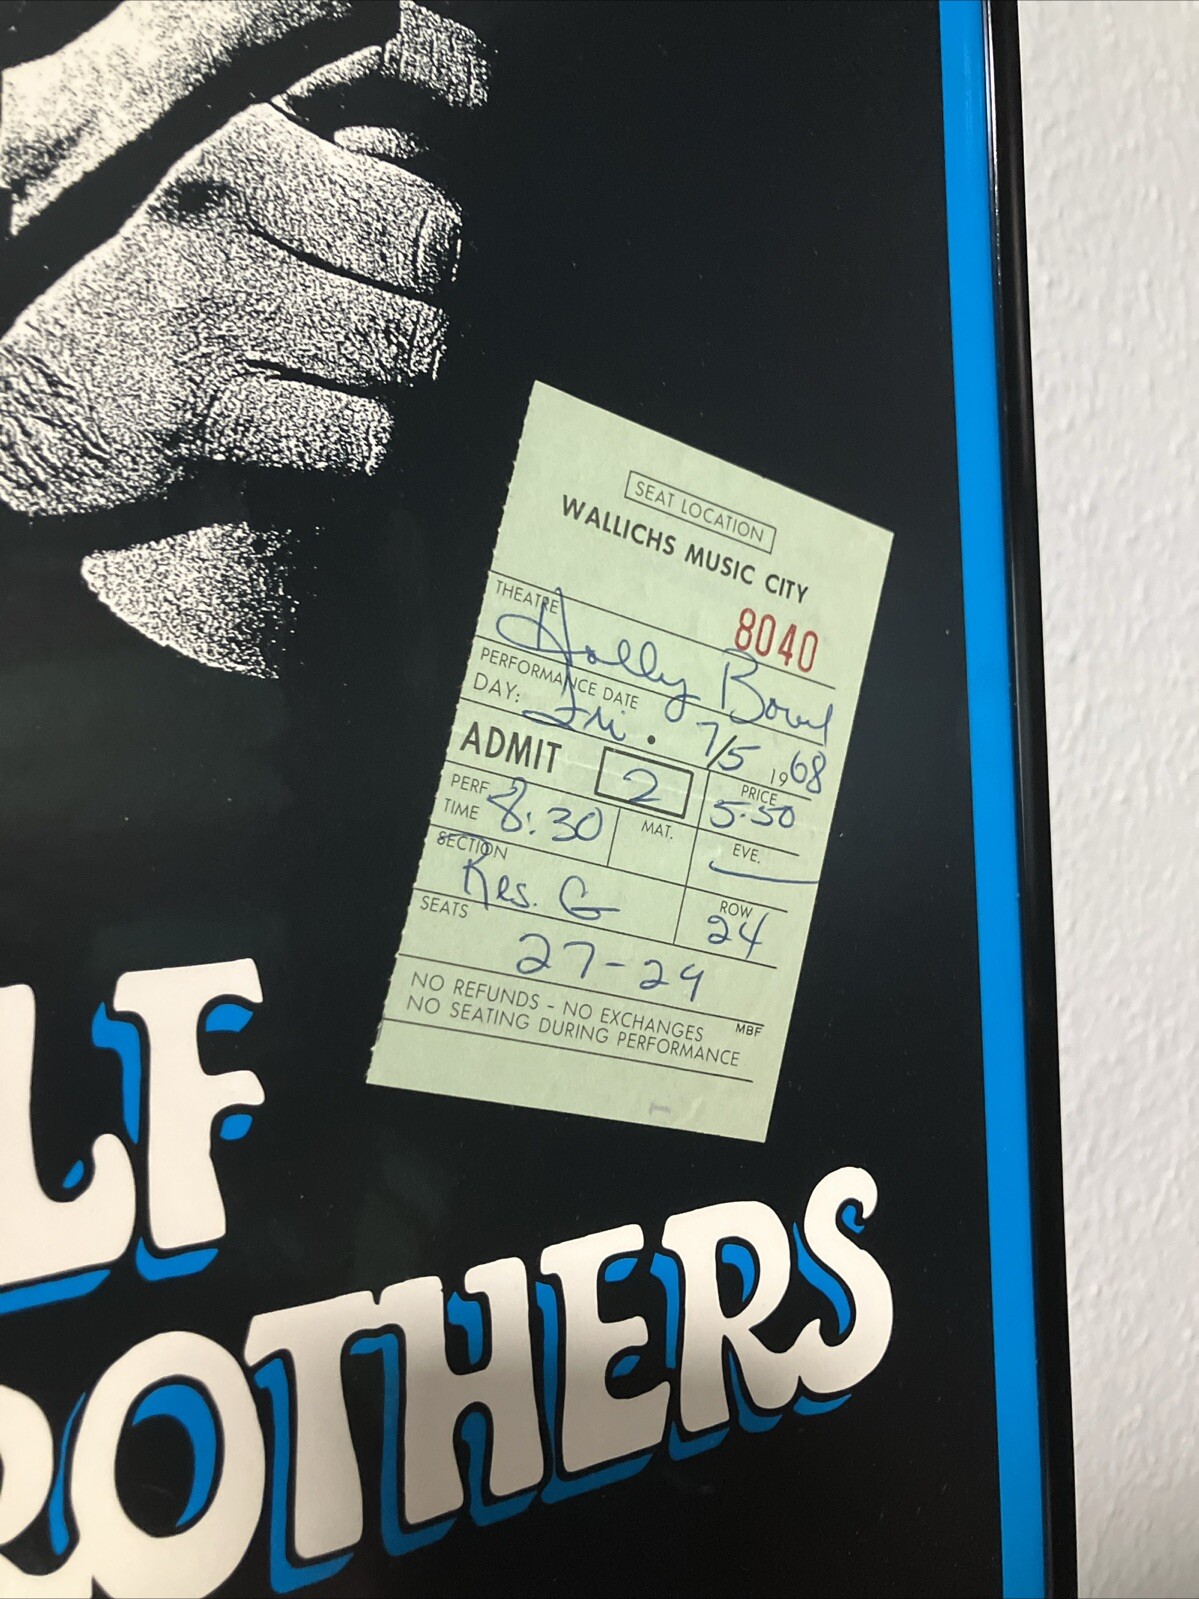 SEAT LOCATION
WALLICHS MUSIC CITY
8040
THEATRE
Holly Bowl
PERFORMANCE DATE
DAY: Fri. 7/5 1968
ADMIT 2 PRICE 5.50
PERF TIME 8:30 MAT. EVE.
SECTION Res. G ROW 24
SEATS 27-29
NO REFUNDS - NO EXCHANGES
NO SEATING DURING PERFORMANCE
MBF
LF
ROTHERS